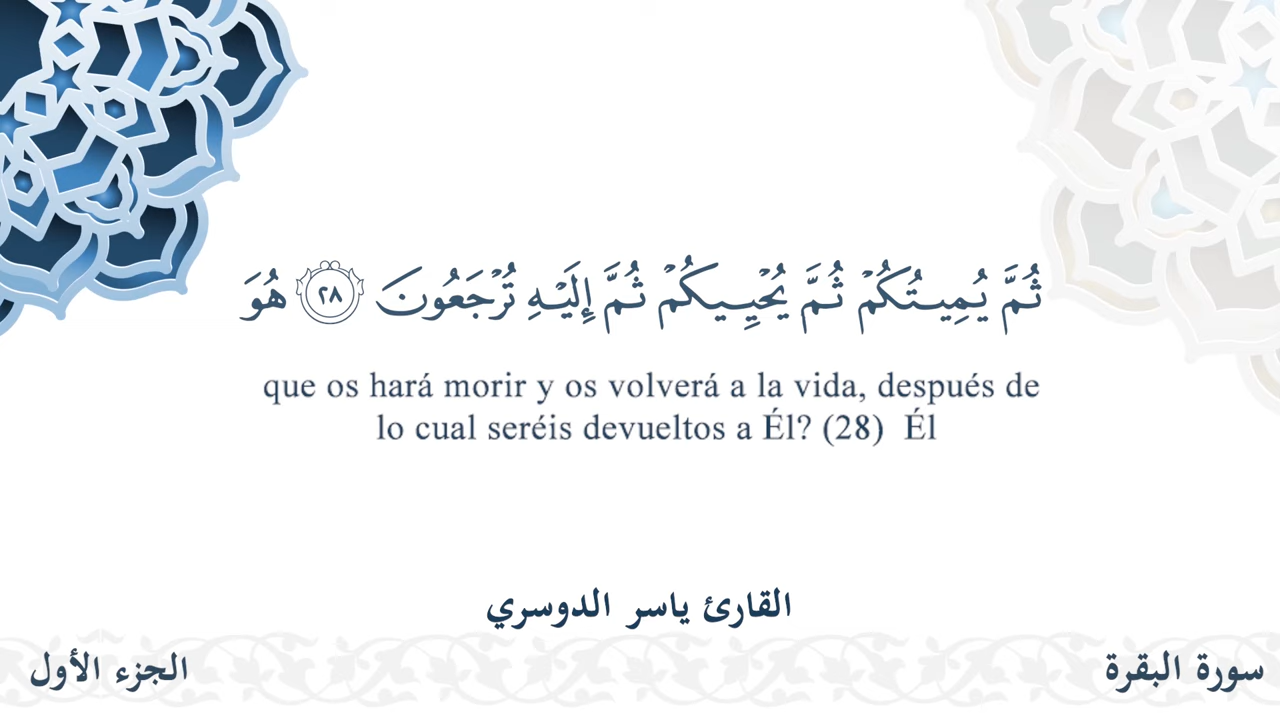 ثُمَّ يُمِيتُكُمْ ثُمَّ يُحْيِيكُمْ ثُمَّ إِلَيْهِ تُرْجَعُونَ ٢٨ هُوَ
que os hará morir y os volverá a la vida, después de
lo cual seréis devueltos a Él? (28) Él
القارئ ياسر الدوسري
سورة البقرة
الجزء الأول